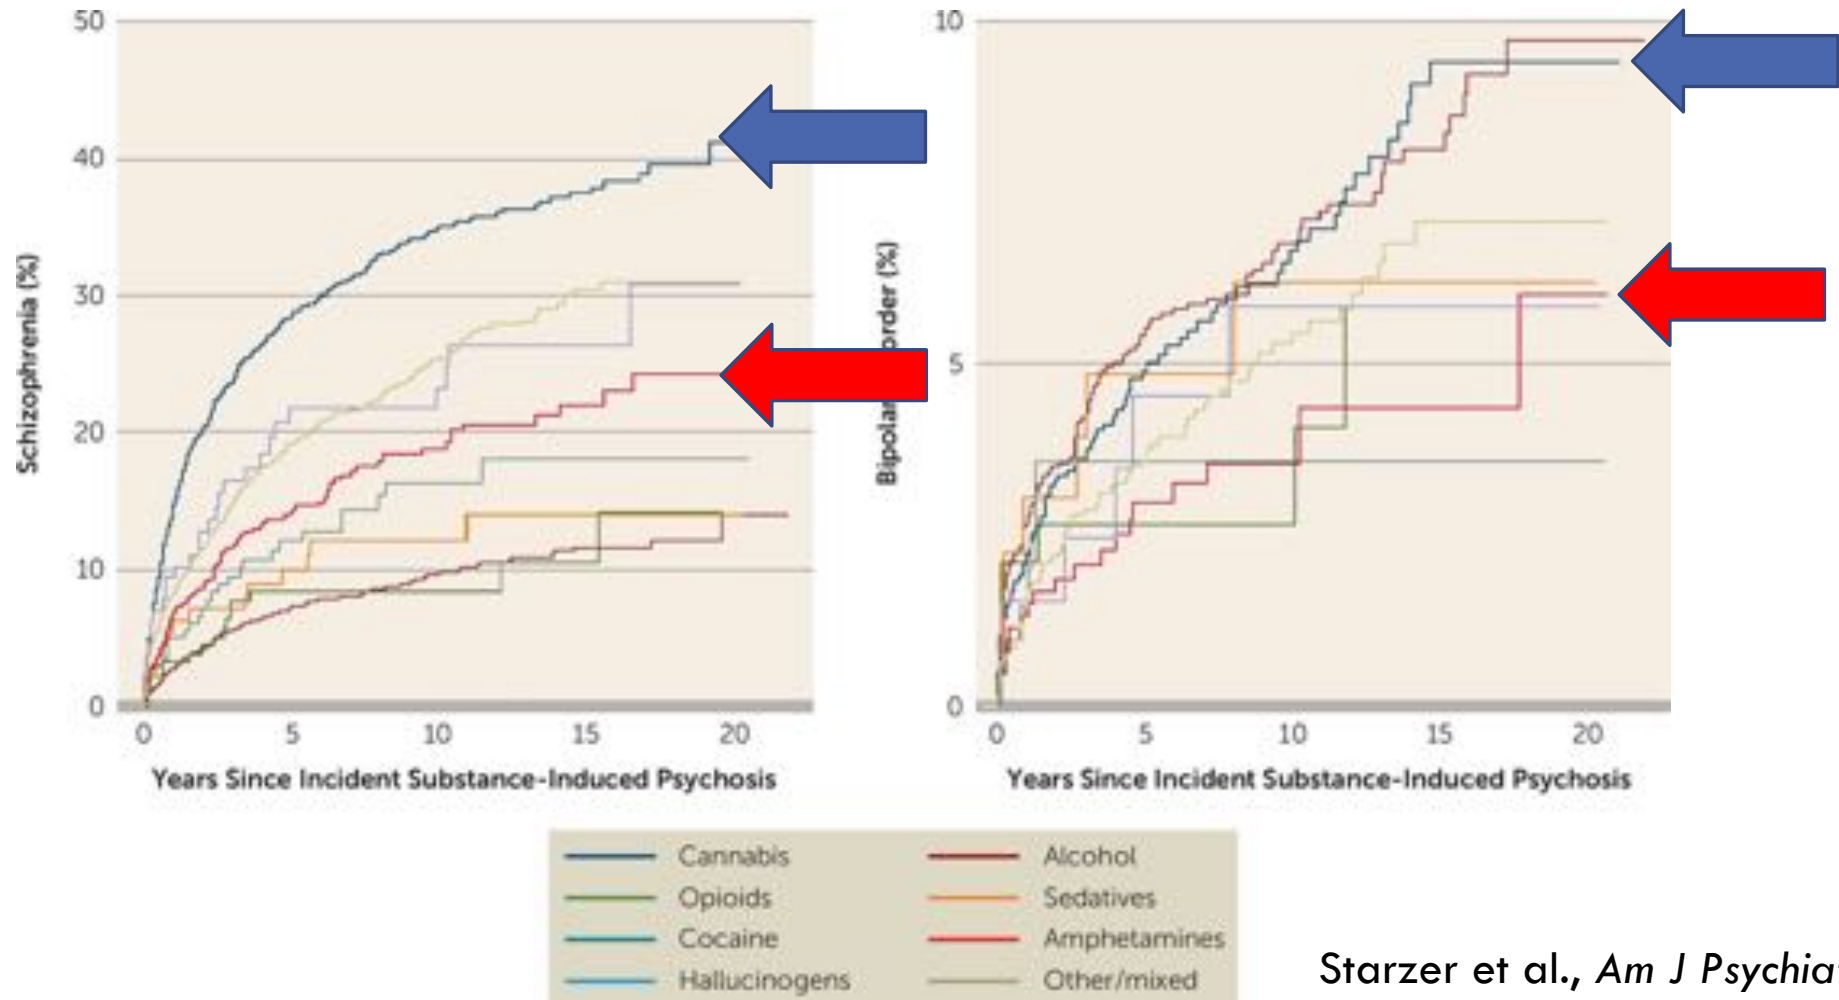 50
40
30
20
10
0
Schizophrenia (%)
0 5 10 15 20
Years Since Incident Substance-Induced Psychosis
10
5
0
Bipolar order (%)
0 5 10 15 20
Years Since Incident Substance-Induced Psychosis
Cannabis
Opioids
Cocaine
Hallucinogens
Alcohol
Sedatives
Amphetamines
Other/mixed
Starzer et al., Am J Psychia